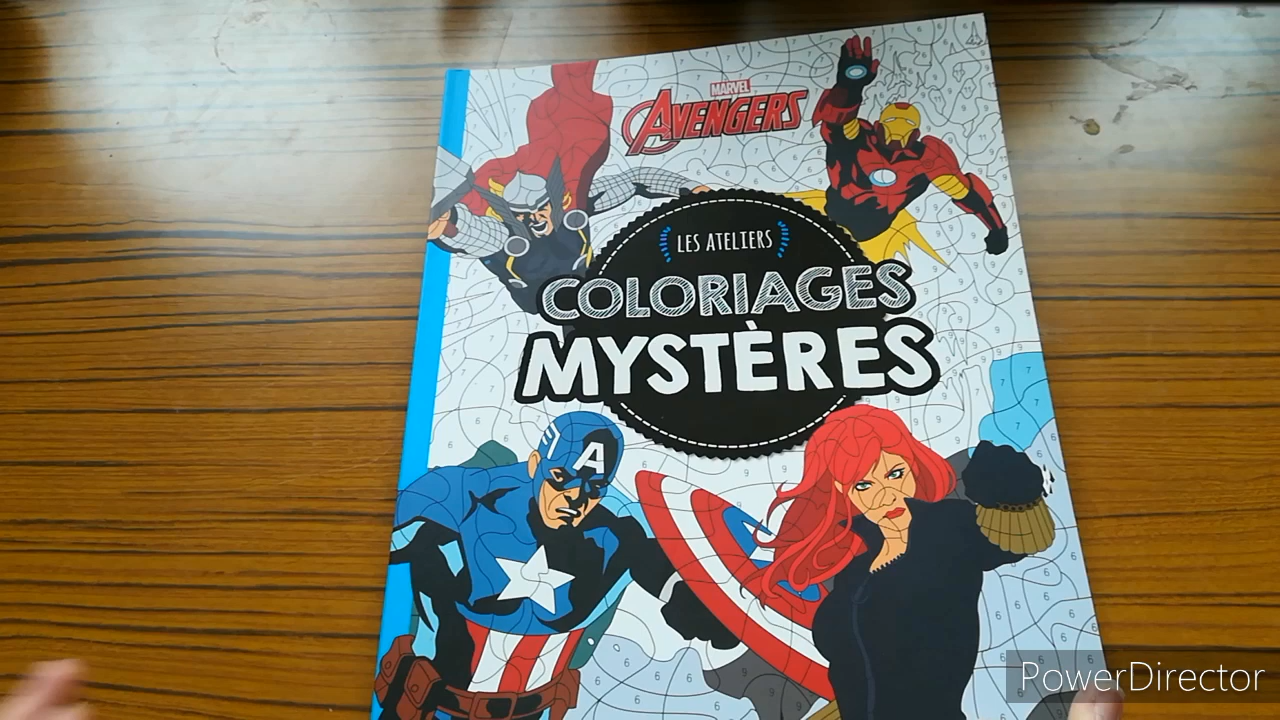 MARVEL
AVENGERS
LES ATELIERS
COLORIAGES
MYSTÈRES
A
PowerDirector